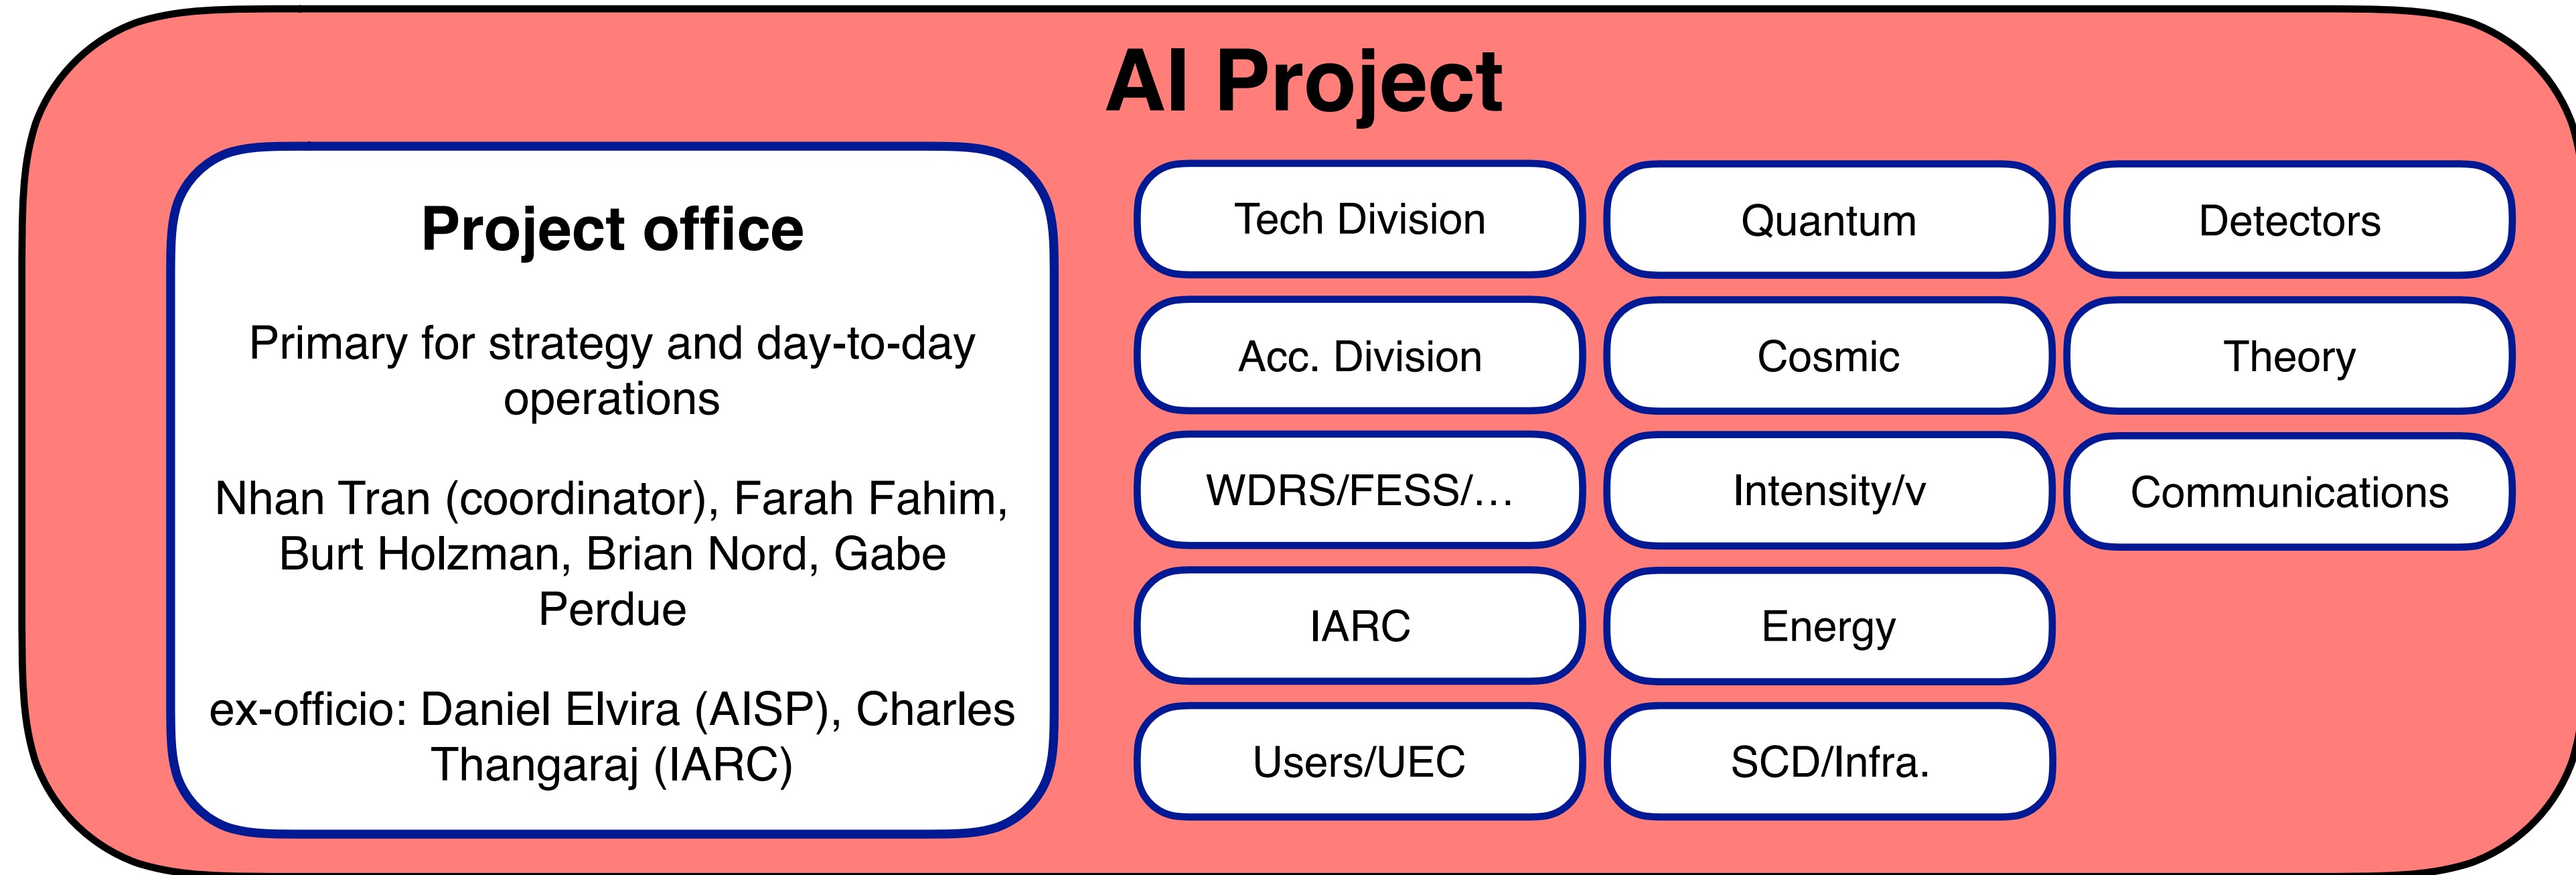 AI Project
Project office
Primary for strategy and day-to-day
operations
Nhan Tran (coordinator), Farah Fahim,
Burt Holzman, Brian Nord, Gabe
Perdue
ex-officio: Daniel Elvira (AISP), Charles
Thangaraj (IARC)
Tech Division
Acc. Division
WDRS/FESS/…
IARC
Users/UEC
Quantum
Cosmic
Intensity/ν
Energy
SCD/Infra.
Detectors
Theory
Communications